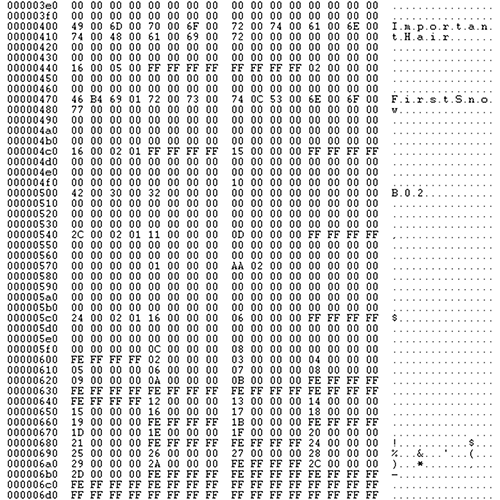 000003e0 00 00 00 00 00 00 00 00 00 00 00 00 00 00 00 00 ................
000003f0 00 00 00 00 00 00 00 00 00 00 00 00 00 00 00 00 ................
00000400 49 00 6D 00 70 00 6F 00 72 00 74 00 61 00 6E 00 I.m.p.o.r.t.a.n.
00000410 74 00 48 00 61 00 69 00 72 00 00 00 00 00 00 00 t.H.a.i.r.......
00000420 00 00 00 00 00 00 00 00 00 00 00 00 00 00 00 00 ................
00000430 00 00 00 00 00 00 00 00 00 00 00 00 00 00 00 00 ................
00000440 16 00 05 00 FF FF FF FF FF FF FF FF 02 00 00 00 ................
00000450 00 00 00 00 00 00 00 00 00 00 00 00 00 00 00 00 ................
00000460 00 00 00 00 00 00 00 00 00 00 00 00 00 00 00 00 ................
00000470 46 B4 69 01 72 00 73 00 74 0C 53 00 6E 00 6F 00 F.i.r.s.t.S.n.o.
00000480 77 00 00 00 00 00 00 00 00 00 00 00 00 00 00 00 w...............
00000490 00 00 00 00 00 00 00 00 00 00 00 00 00 00 00 00 ................
000004a0 00 00 00 00 00 00 00 00 00 00 00 00 00 00 00 00 ................
000004b0 00 00 00 00 00 00 00 00 00 00 00 00 00 00 00 00 ................
000004c0 16 00 02 01 FF FF FF FF 15 00 00 00 FF FF FF FF ................
000004d0 00 00 00 00 00 00 00 00 00 00 00 00 00 00 00 00 ................
000004e0 00 00 00 00 00 00 00 00 00 00 00 00 00 00 00 00 ................
000004f0 00 00 00 00 00 00 00 00 10 00 00 00 00 00 00 00 ................
00000500 42 00 30 00 32 00 00 00 00 00 00 00 00 00 00 00 B.0.2...........
00000510 00 00 00 00 00 00 00 00 00 00 00 00 00 00 00 00 ................
00000520 00 00 00 00 00 00 00 00 00 00 00 00 00 00 00 00 ................
00000530 00 00 00 00 00 00 00 00 00 00 00 00 00 00 00 00 ................
00000540 2C 00 02 01 11 00 00 00 0D 00 00 00 FF FF FF FF ,...............
00000550 00 00 00 00 00 00 00 00 00 00 00 00 00 00 00 00 ................
00000560 00 00 00 00 00 00 00 00 00 00 00 00 00 00 00 00 ................
00000570 00 00 00 00 01 00 00 00 AA 02 00 00 00 00 00 00 ................
00000580 00 00 00 00 00 00 00 00 00 00 00 00 00 00 00 00 ................
00000590 00 00 00 00 00 00 00 00 00 00 00 00 00 00 00 00 ................
000005a0 00 00 00 00 00 00 00 00 00 00 00 00 00 00 00 00 ................
000005b0 00 00 00 00 00 00 00 00 00 00 00 00 00 00 00 00 ................
000005c0 24 00 02 01 16 00 00 00 06 00 00 00 FF FF FF FF $...............
000005d0 00 00 00 00 00 00 00 00 00 00 00 00 00 00 00 00 ................
000005e0 00 00 00 00 00 00 00 00 00 00 00 00 00 00 00 00 ................
000005f0 00 00 00 00 0C 00 00 00 08 00 00 00 00 00 00 00 ................
00000600 FE FF FF FF 02 00 00 00 03 00 00 00 04 00 00 00 ................
00000610 05 00 00 00 06 00 00 00 07 00 00 00 08 00 00 00 ................
00000620 09 00 00 00 0A 00 00 00 0B 00 00 00 FE FF FF FF ................
00000630 FE FF FF FF FE FF FF FF FE FF FF FF FE FF FF FF ................
00000640 FE FF FF FF 12 00 00 00 13 00 00 00 14 00 00 00 ................
00000650 15 00 00 00 16 00 00 00 17 00 00 00 18 00 00 00 ................
00000660 19 00 00 00 FE FF FF FF 1B 00 00 00 FE FF FF FF ................
00000670 1D 00 00 00 1E 00 00 00 1F 00 00 00 20 00 00 00 ................
00000680 21 00 00 00 FE FF FF FF FE FF FF FF 24 00 00 00 !...........$...
00000690 25 00 00 00 26 00 00 00 27 00 00 00 28 00 00 00 %...&...'...(...
000006a0 29 00 00 00 2A 00 00 00 FE FF FF FF 2C 00 00 00 )...*.......,...
000006b0 2D 00 00 00 FE FF FF FF FE FF FF FF FE FF FF FF -...............
000006c0 FE FF FF FF FF FF FF FF FF FF FF FF FF FF FF FF ................
000006d0 FF FF FF FF FF FF FF FF FF FF FF FF FF FF FF FF ................